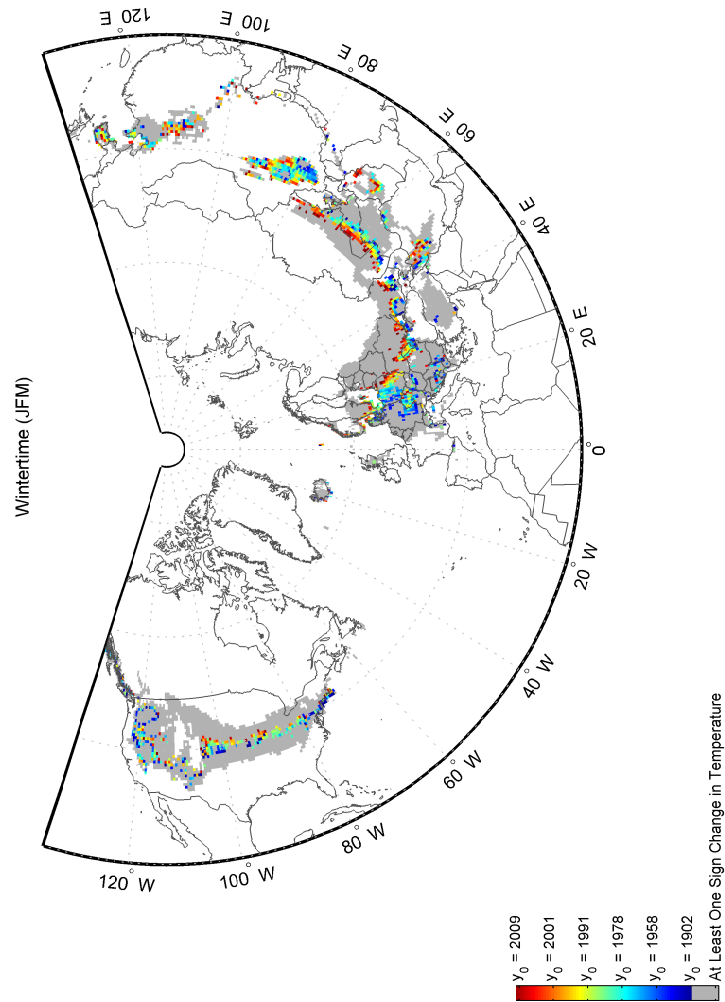 Wintertime (JFM)
120 E
100 E
80 E
60 E
40 E
20 E
0
20 W
40 W
60 W
80 W
100 W
120 W
y0 = 2009
y0 = 2001
y0 = 1991
y0 = 1978
y0 = 1958
y0 = 1902
At Least One Sign Change in Temperature